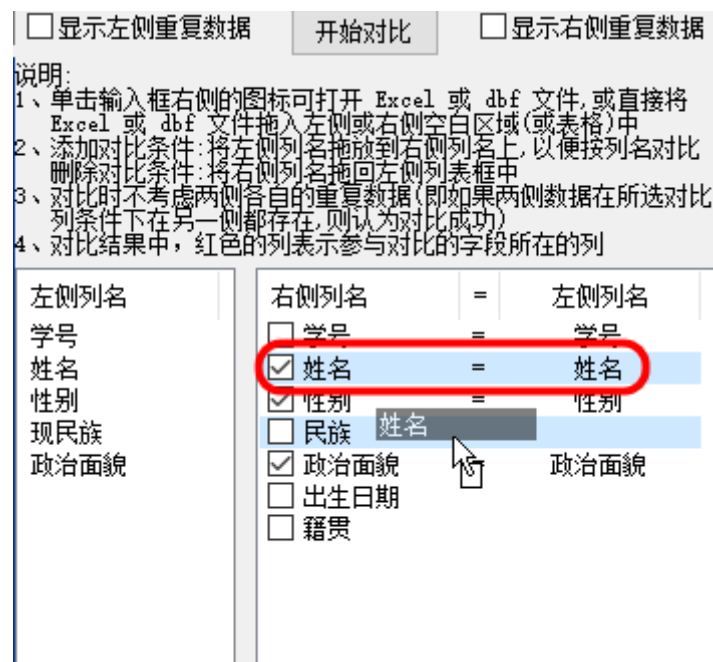 显示左侧重复数据 开始对比 显示右侧重复数据
说明:
1、单击输入框右侧的图标可打开 Excel 或 dbf 文件,或直接将
Excel 或 dbf 文件拖入左侧或右侧空白区域(或表格)中
2、添加对比条件:将左侧列名拖放到右侧列名上,以便按列名对比
删除对比条件:将右侧列名拖回左侧列表框中
3、对比时不考虑两侧各自的重复数据(即如果两侧数据在所选对比
列条件下在另一侧都存在,则认为对比成功)
4、对比结果中，红色的列表示参与对比的字段所在的列
左侧列名 右侧列名 = 左侧列名
学号 学号 = 学号
姓名 姓名 = 姓名
性别 性别 = 性别
现民族 民族 姓名
政治面貌 政治面貌 = 政治面貌
出生日期
籍贯